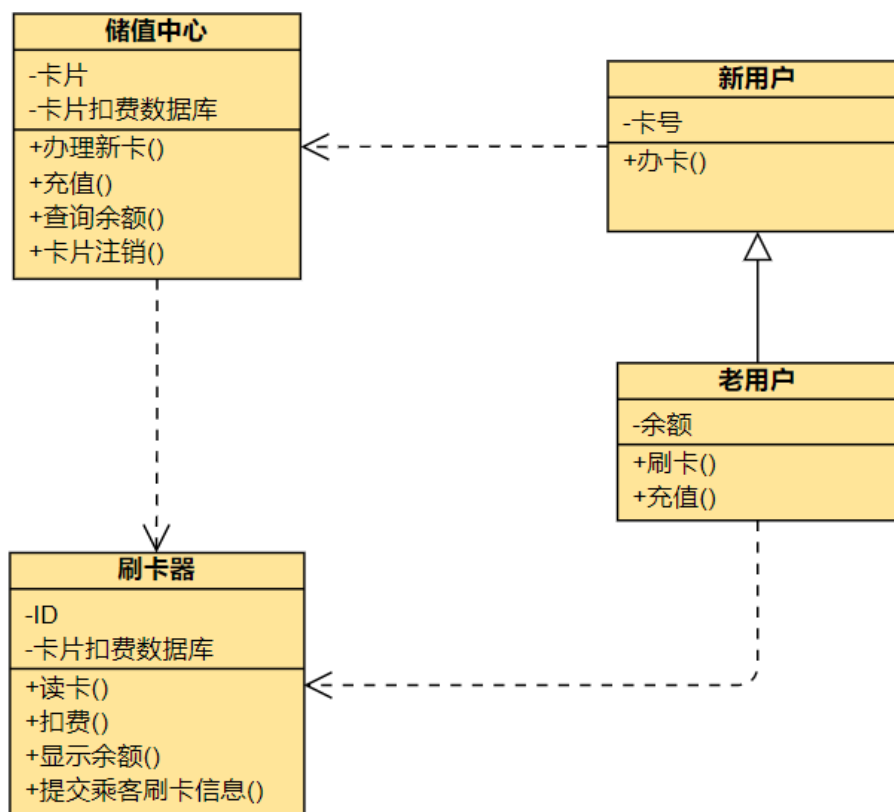 储值中心
-卡片
-卡片扣费数据库
+办理新卡()
+充值()
+查询余额()
+卡片注销()
新用户
-卡号
+办卡()
老用户
-余额
+刷卡()
+充值()
刷卡器
-ID
-卡片扣费数据库
+读卡()
+扣费()
+显示余额()
+提交乘客刷卡信息()